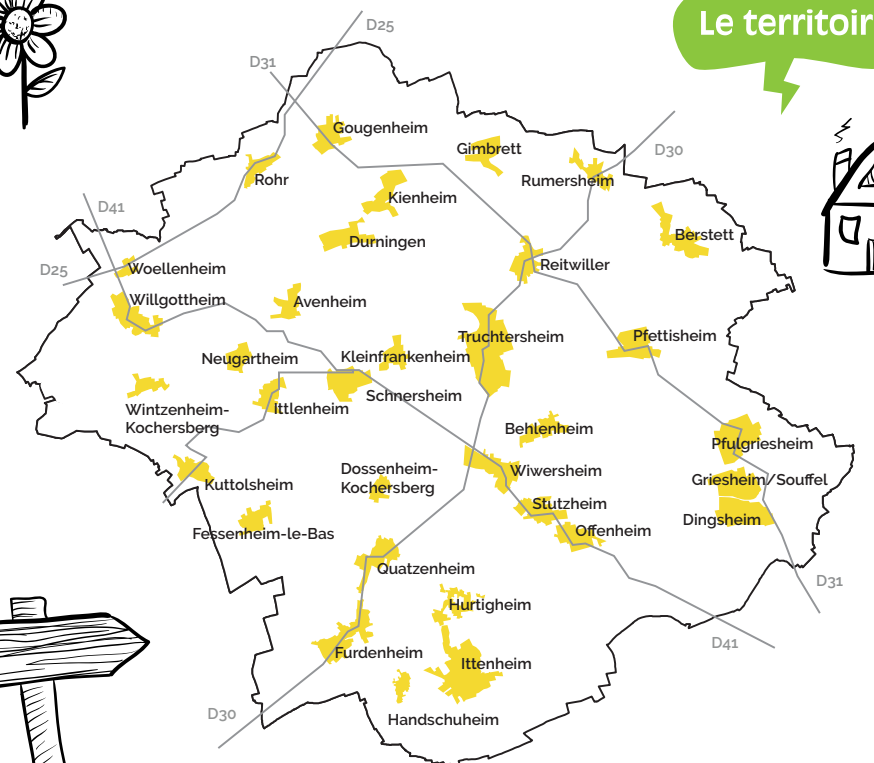 Le territoir
D25
D31
Gougenheim
Gimbrett
D30
Rohr
Rumersheim
Kienheim
D41
Durningen
Berstett
D25
Woellenheim
Reitwiller
Willgottheim
Avenheim
Truchtersheim
Pfettisheim
Neugartheim
Kleinfrankenheim
Schnersheim
Ittlenheim
Wintzenheim-
Kochersberg
Behlenheim
Pfulgriesheim
Dossenheim-
Kochersberg
Wiwersheim
Griesheim/Souffel
Kuttolsheim
Stutzheim
Dingsheim
Offenheim
Fessenheim-le-Bas
Quatzenheim
D31
Hurtigheim
D41
Furdenheim
Ittenheim
D30
Handschuheim